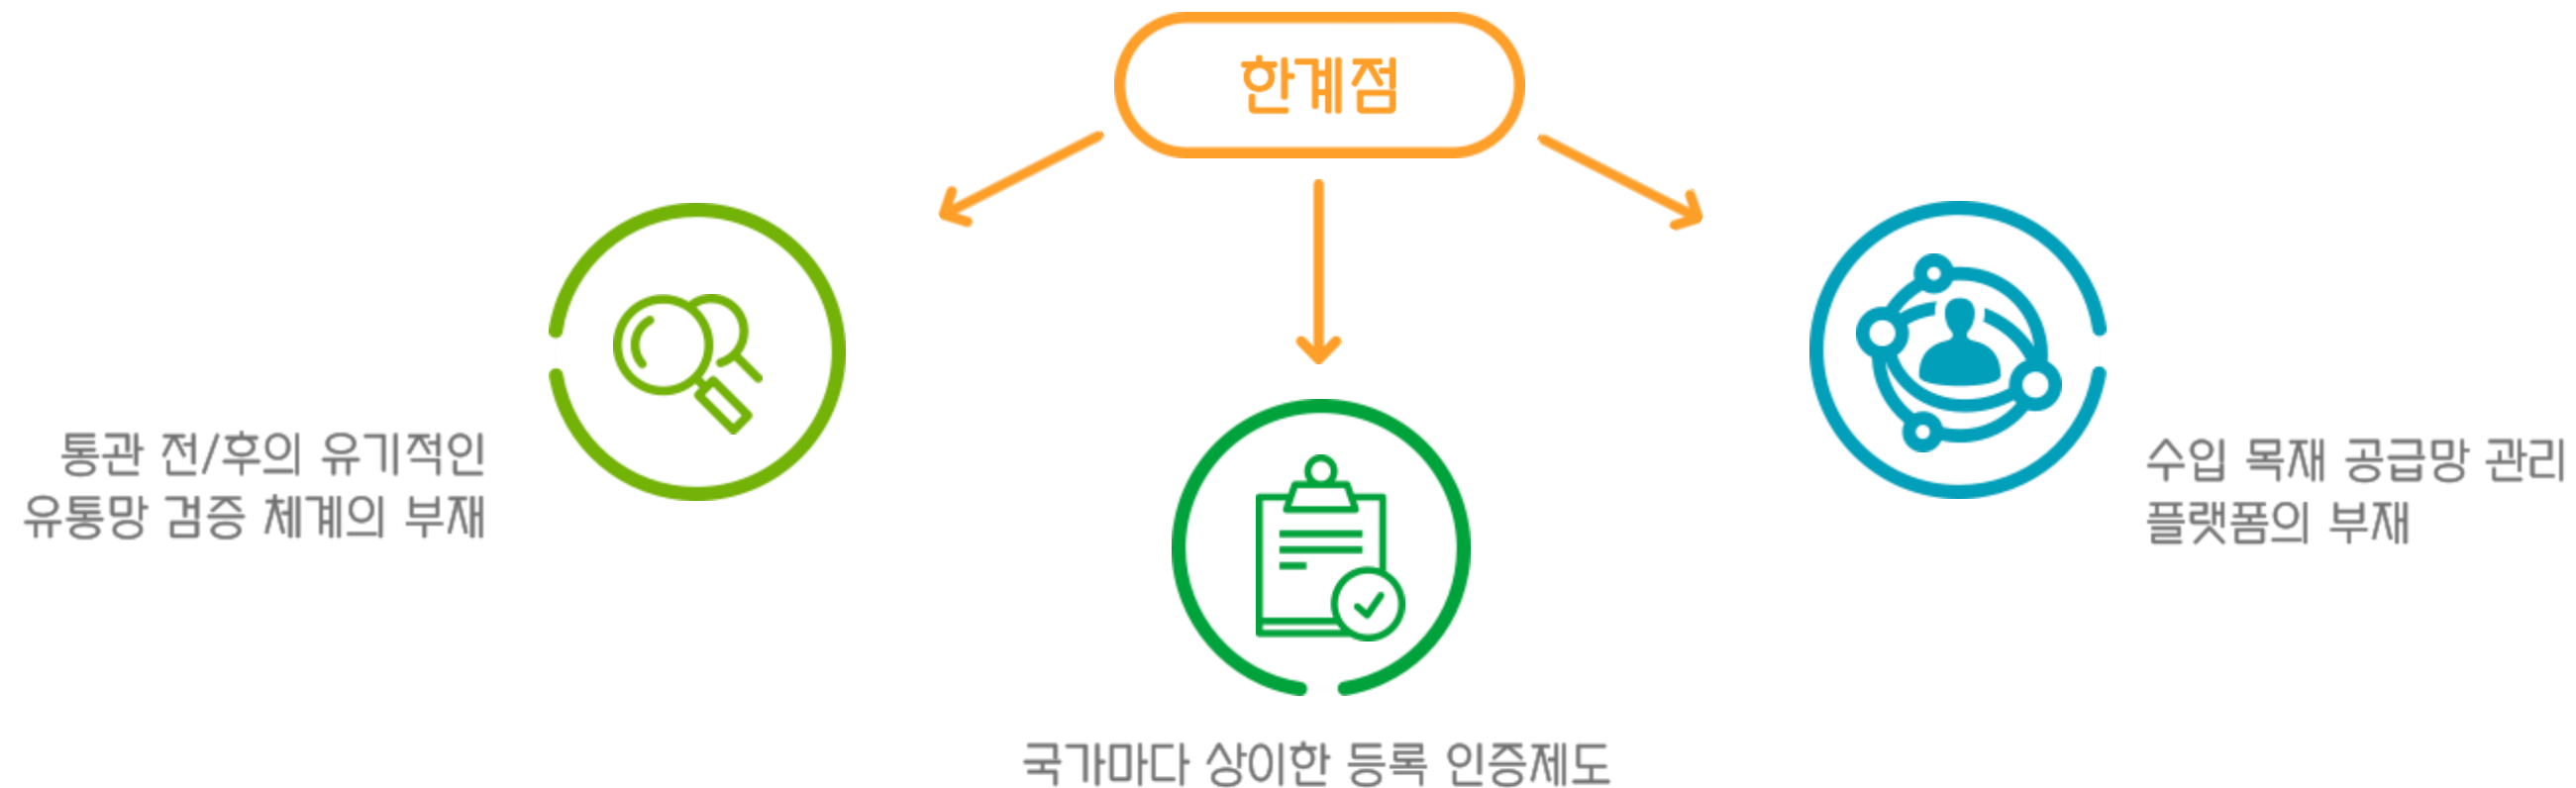 한계점
통관 전/후의 유기적인
유통망 검증 체계의 부재
국가마다 상이한 등록 인증제도
수입 목재 공급망 관리
플랫폼의 부재